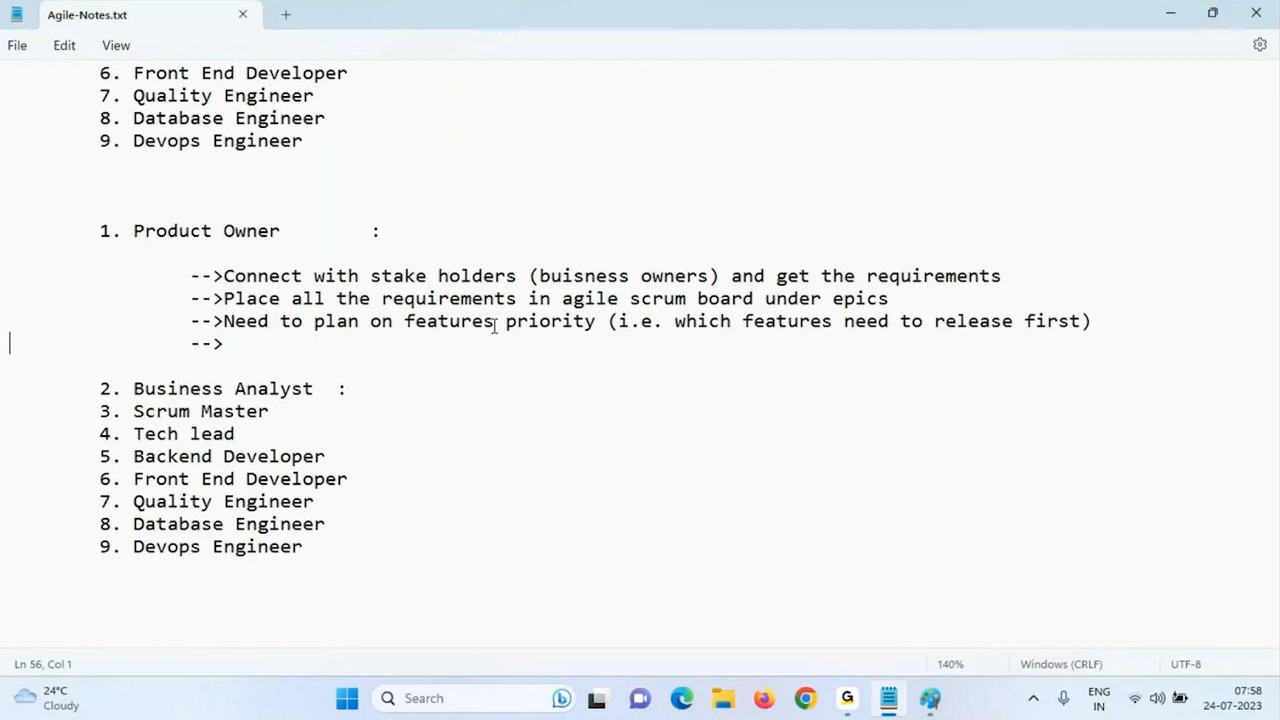 Agile-Notes.txt
File Edit View
6. Front End Developer
7. Quality Engineer
8. Database Engineer
9. Devops Engineer
1. Product Owner :
-->Connect with stake holders (buisness owners) and get the requirements
-->Place all the requirements in agile scrum board under epics
-->Need to plan on features priority (i.e. which features need to release first)
-->
2. Business Analyst :
3. Scrum Master
4. Tech lead
5. Backend Developer
6. Front End Developer
7. Quality Engineer
8. Database Engineer
9. Devops Engineer
Ln 56, Col 1 140% Windows (CRLF) UTF-8
24°C
Cloudy
Search
ENG
IN
07:58
24-07-2023